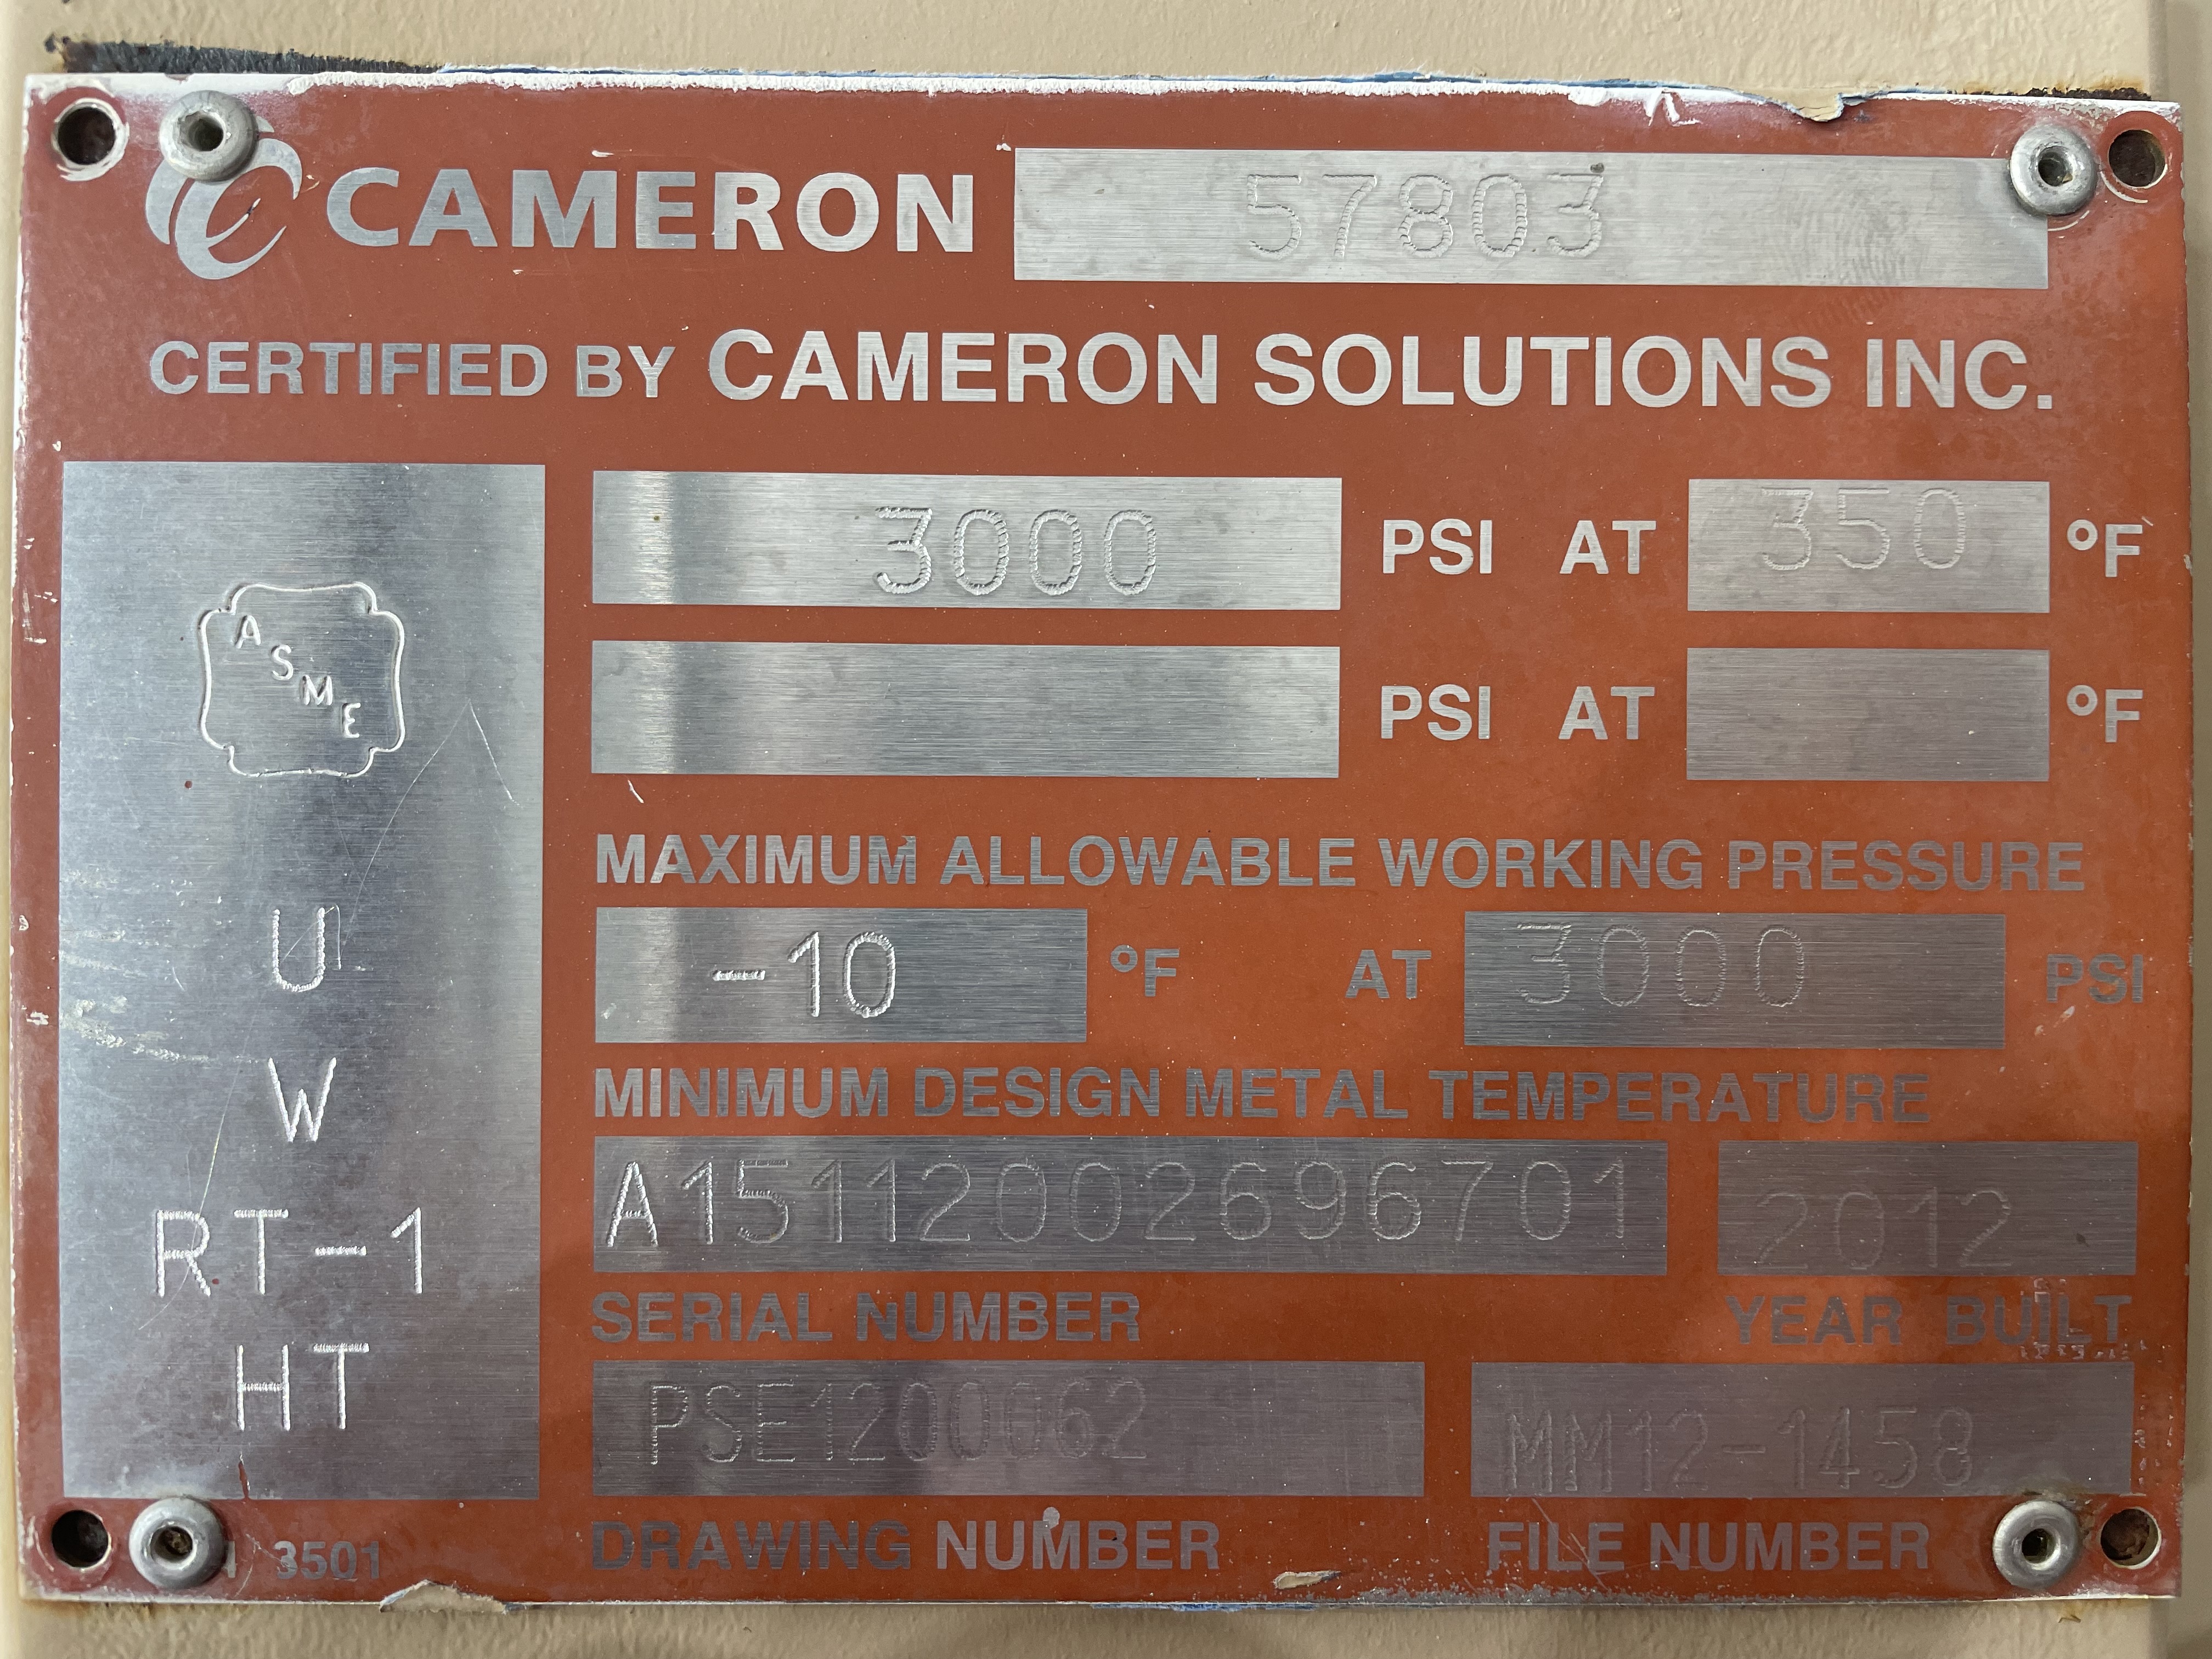 CAMERON 57803
CERTIFIED BY CAMERON SOLUTIONS INC.
ASME
U
W
RT-1
HT
3000 PSI AT 350 °F
PSI AT °F
MAXIMUM ALLOWABLE WORKING PRESSURE
-10 °F AT 3000 PSI
MINIMUM DESIGN METAL TEMPERATURE
A15112002696701 2012
SERIAL NUMBER YEAR BUILT
PSE1200062 MM12-1458
DRAWING NUMBER FILE NUMBER
3501